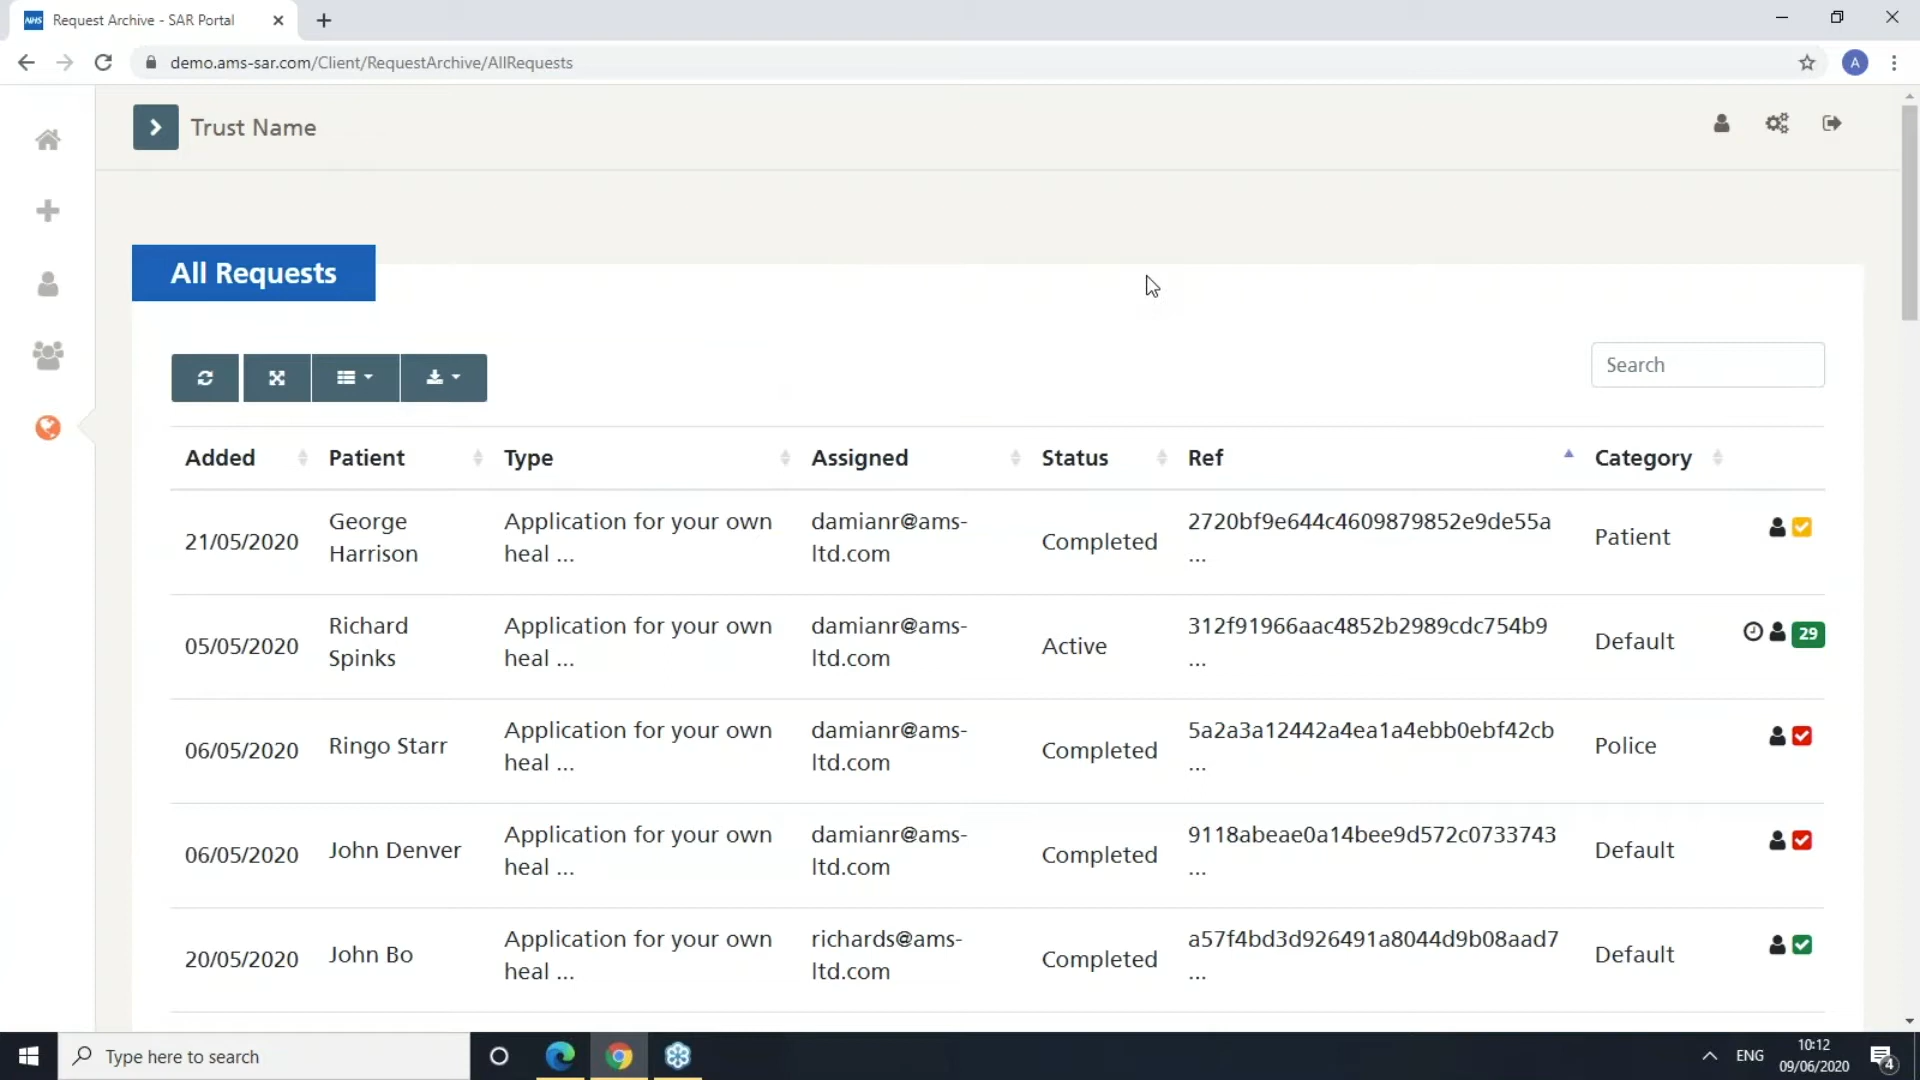 NHS Request Archive - SAR Portal
demo.ams-sar.com/Client/RequestArchive/AllRequests
A
Trust Name
All Requests
Search
Added Patient Type Assigned Status Ref Category
21/05/2020 George Harrison Application for your own heal ... damianr@ams-ltd.com Completed 2720bf9e644c4609879852e9de55a ... Patient
05/05/2020 Richard Spinks Application for your own heal ... damianr@ams-ltd.com Active 312f91966aac4852b2989cdc754b9 ... Default 29
06/05/2020 Ringo Starr Application for your own heal ... damianr@ams-ltd.com Completed 5a2a3a12442a4ea1a4ebb0ebf42cb ... Police
06/05/2020 John Denver Application for your own heal ... damianr@ams-ltd.com Completed 9118abeae0a14bee9d572c0733743 ... Default
20/05/2020 John Bo Application for your own heal ... richards@ams-ltd.com Completed a57f4bd3d926491a8044d9b08aad7 ... Default
Type here to search
ENG
10:12
09/06/2020
4